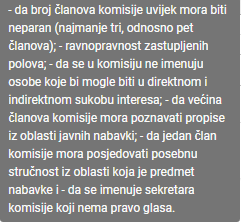 - da broj članova komisije uvijek mora biti
neparan (najmanje tri, odnosno pet
članova); - ravnopravnost zastupljenih
polova; - da se u komisiju ne imenuju
osobe koje bi mogle biti u direktnom i
indirektnom sukobu interesa; - da većina
članova komisije mora poznavati propise
iz oblasti javnih nabavki; - da jedan član
komisije mora posjedovati posebnu
stručnost iz oblasti koja je predmet
nabavke i - da se imenuje sekretara
komisije koji nema pravo glasa.